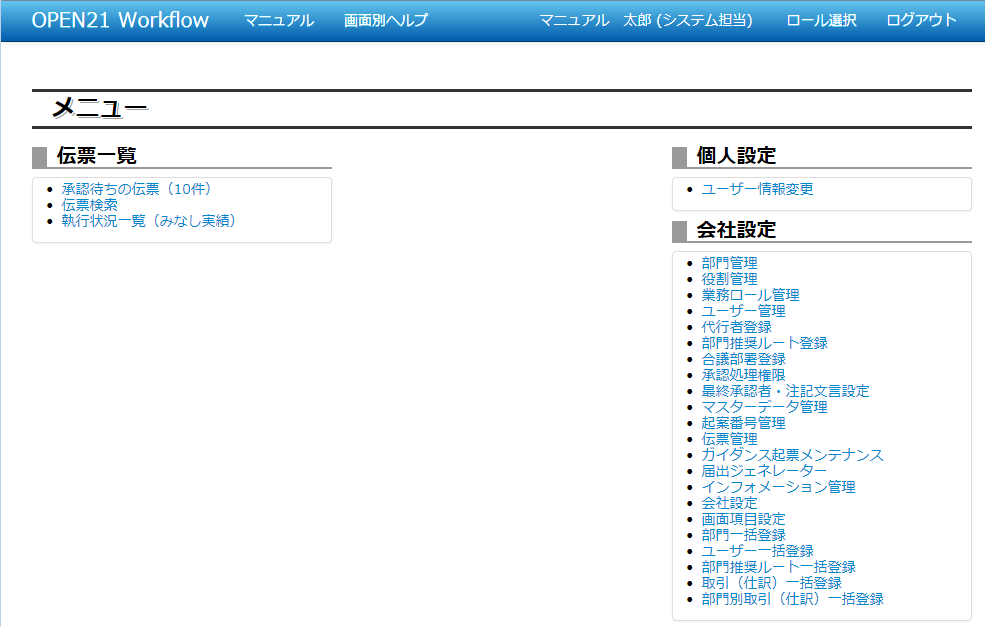 OPEN21 Workflow マニュアル 画面別ヘルプ マニュアル 太郎 (システム担当) ロール選択 ログアウト
メニュー
伝票一覧
承認待ちの伝票（10件）
伝票検索
執行状況一覧（みなし実績）
個人設定
ユーザー情報変更
会社設定
部門管理
役割管理
業務ロール管理
ユーザー管理
代行者登録
部門推奨ルート登録
合議部署登録
承認処理権限
最終承認者・注記文言設定
マスターデータ管理
起案番号管理
伝票管理
ガイダンス起票メンテナンス
届出ジェネレーター
インフォメーション管理
会社設定
画面項目設定
部門一括登録
ユーザー一括登録
部門推奨ルート一括登録
取引（仕訳）一括登録
部門別取引（仕訳）一括登録